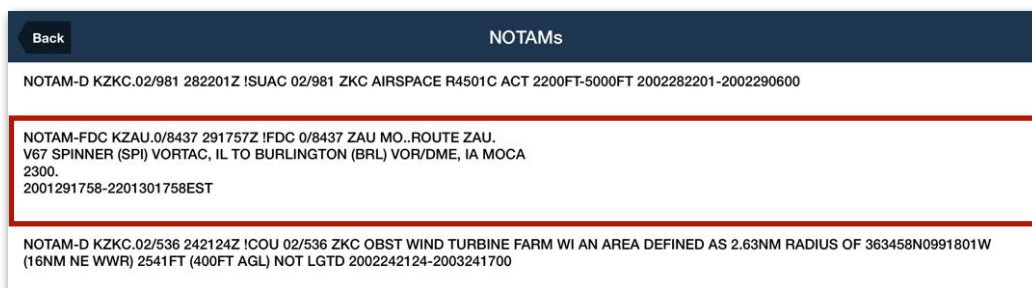 Back
NOTAMs
NOTAM-D KZKC.02/981 282201Z !SUAC 02/981 ZKC AIRSPACE R4501C ACT 2200FT-5000FT 2002282201-2002290600
NOTAM-FDC KZAU.0/8437 291757Z !FDC 0/8437 ZAU MO..ROUTE ZAU.
V67 SPINNER (SPI) VORTAC, IL TO BURLINGTON (BRL) VOR/DME, IA MOCA
2300.
2001291758-2201301758EST
NOTAM-D KZKC.02/536 242124Z !COU 02/536 ZKC OBST WIND TURBINE FARM WI AN AREA DEFINED AS 2.63NM RADIUS OF 363458N0991801W
(16NM NE WWR) 2541FT (400FT AGL) NOT LGTD 2002242124-2003241700